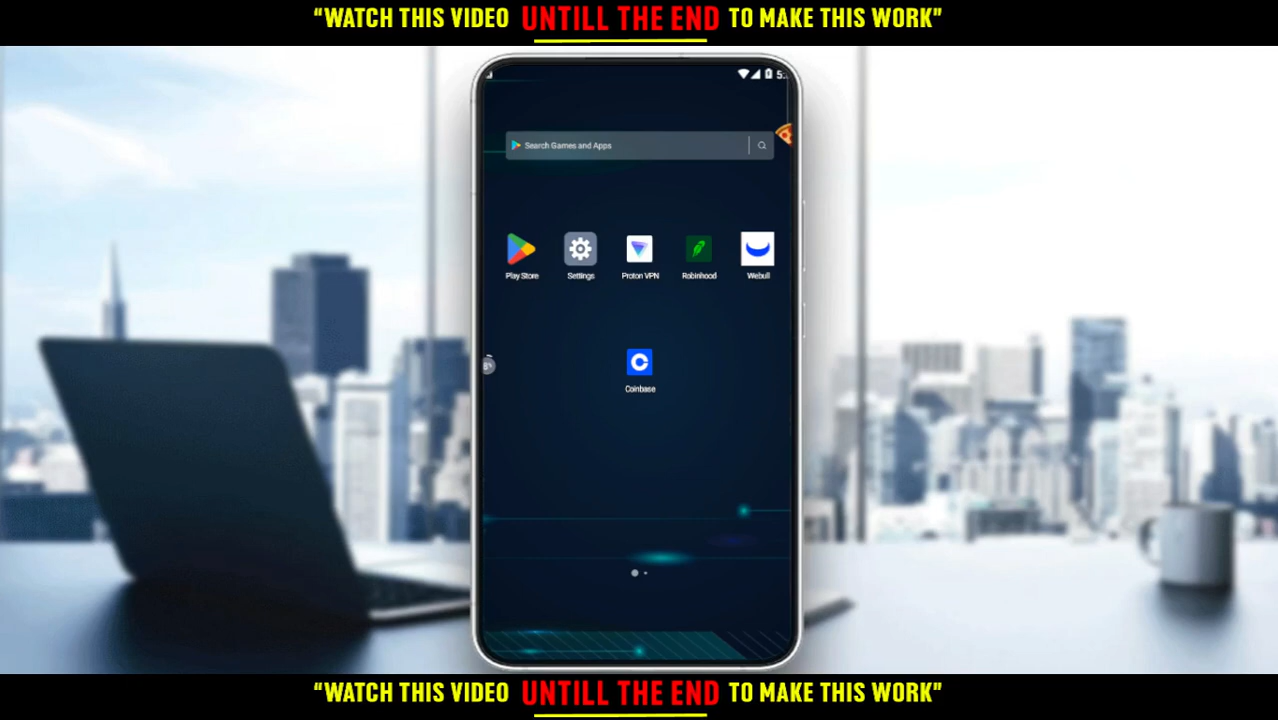 “WATCH THIS VIDEO UNTILL THE END TO MAKE THIS WORK”
5:
Search Games and Apps
Play Store Settings Proton VPN Robinhood Webull
Coinbase
“WATCH THIS VIDEO UNTILL THE END TO MAKE THIS WORK”